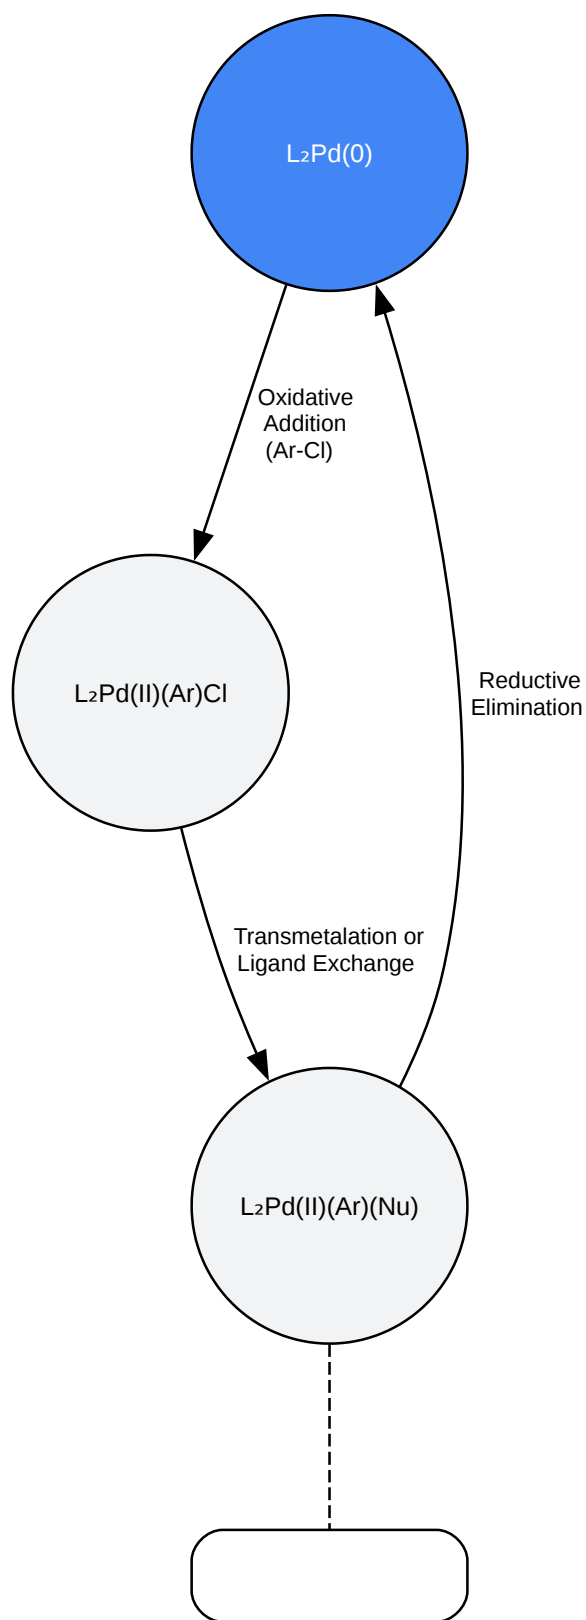 L₂Pd(0)
Oxidative
Addition
(Ar-Cl)
L₂Pd(II)(Ar)Cl
Reductive
Elimination
Transmetalation or
Ligand Exchange
L₂Pd(II)(Ar)(Nu)